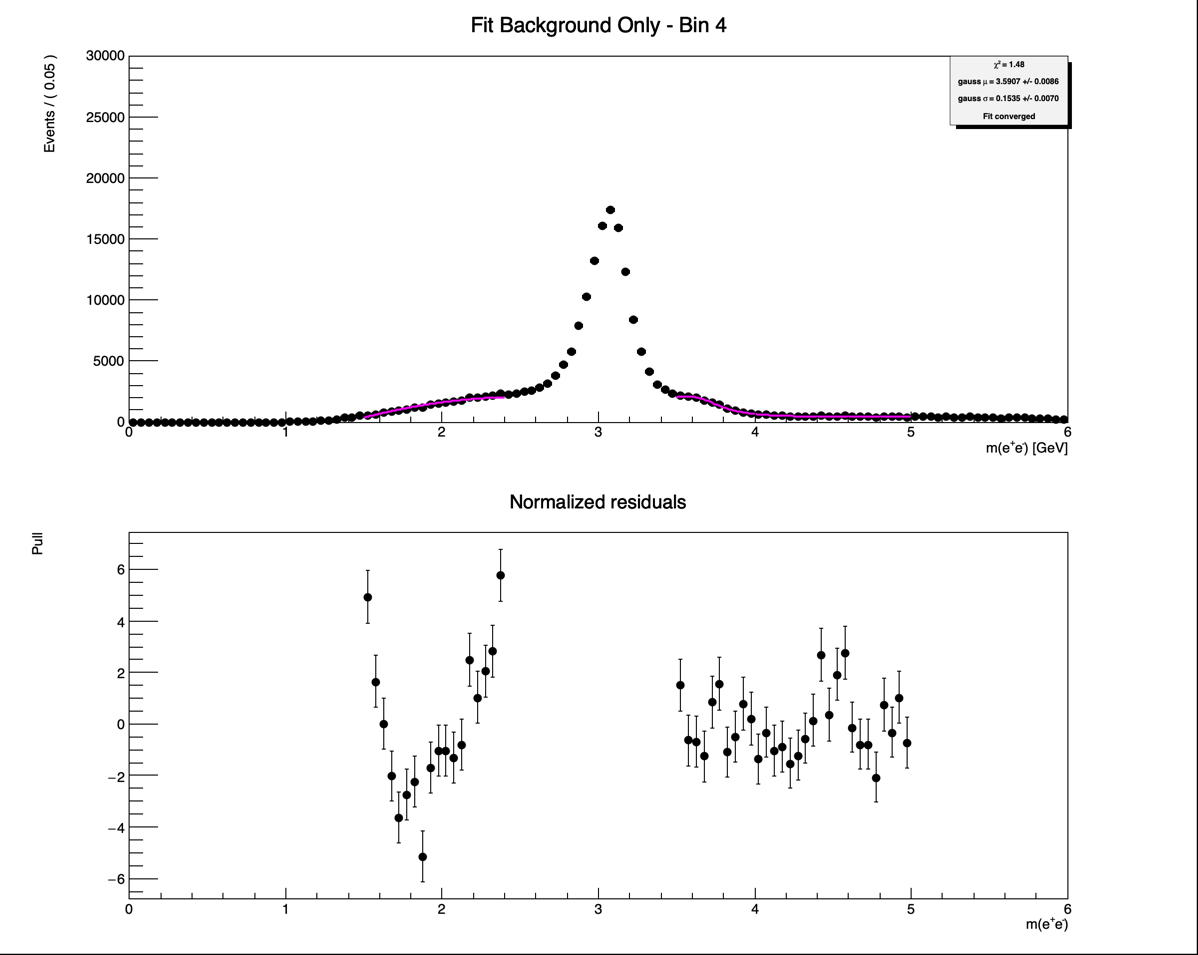 Fit Background Only - Bin 4
Events / ( 0.05 )
30000
25000
20000
15000
10000
5000
0
χ² = 1.48
gauss μ = 3.5907 +/- 0.0086
gauss σ = 0.1535 +/- 0.0070
Fit converged
0 1 2 3 4 5 6
m(e⁺e⁻) [GeV]
Normalized residuals
Pull
6
4
2
0
−2
−4
−6
0 1 2 3 4 5 6
m(e⁺e⁻)